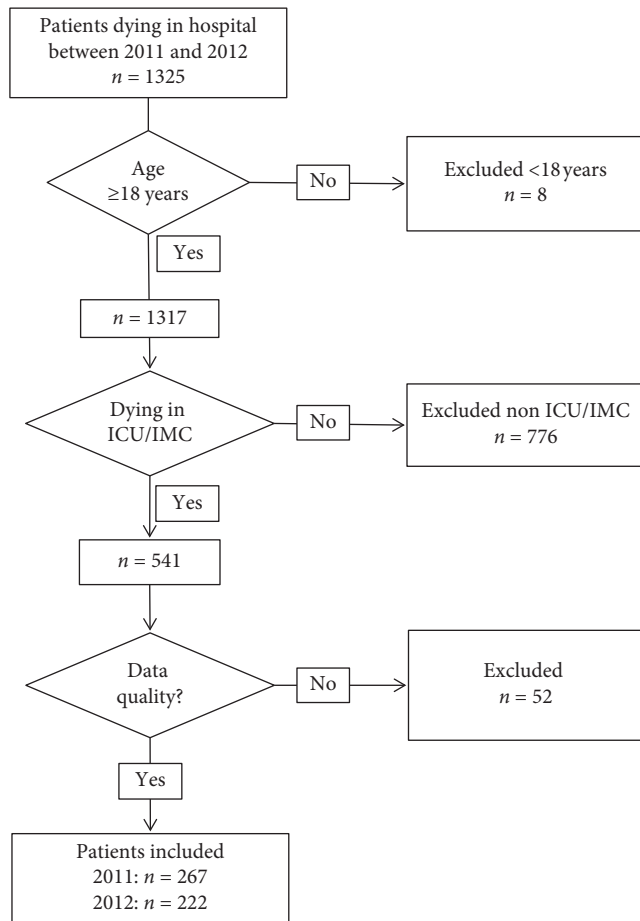 Patients dying in hospital
between 2011 and 2012
n = 1325
Age
≥18 years
No
Excluded <18 years
n = 8
Yes
n = 1317
Dying in
ICU/IMC
No
Excluded non ICU/IMC
n = 776
Yes
n = 541
Data
quality?
No
Excluded
n = 52
Yes
Patients included
2011: n = 267
2012: n = 222